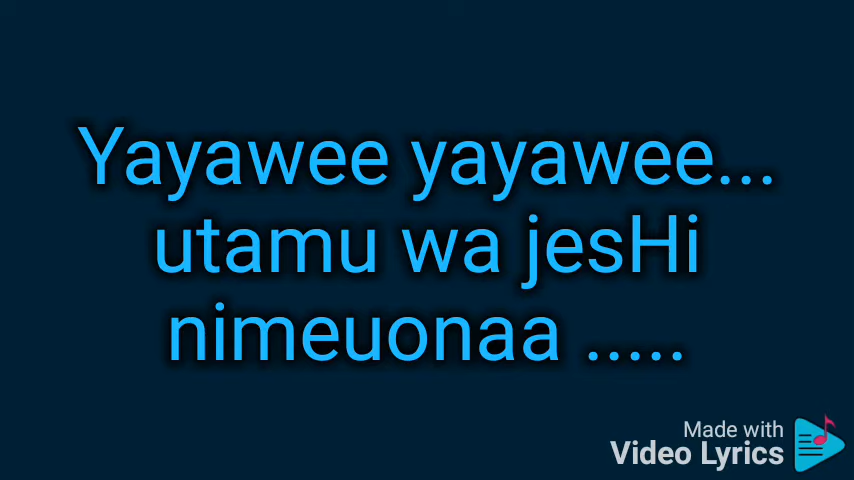 Yayawee yayawee...
utamu wa jesHi
nimeuonaa .....
Made with
Video Lyrics